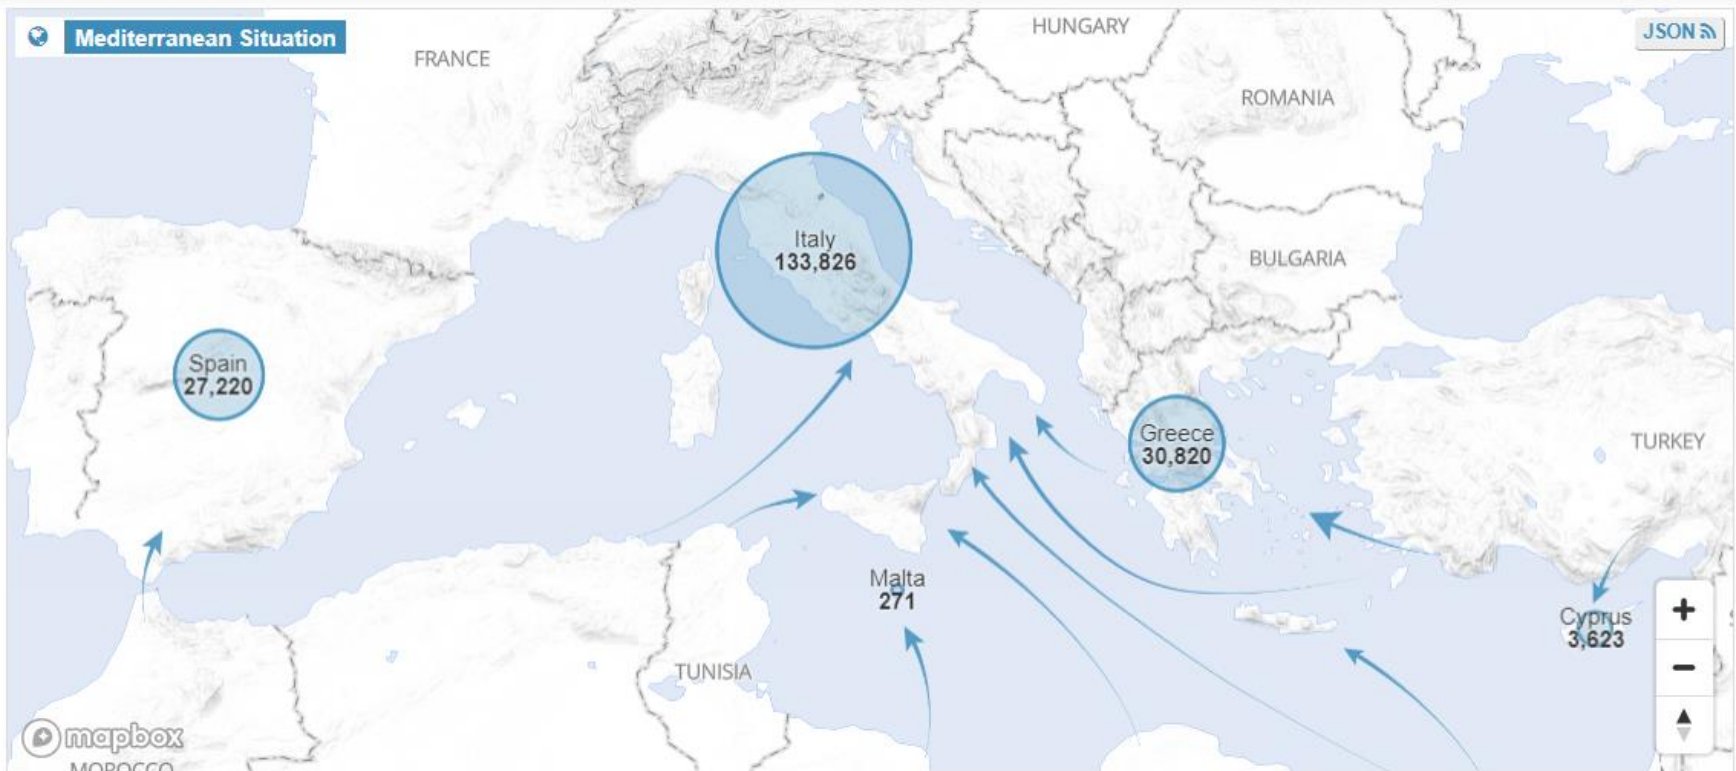 Mediterranean Situation
JSON
FRANCE
HUNGARY
ROMANIA
Italy
133,826
BULGARIA
Spain
27,220
Greece
30,820
TURKEY
Malta
271
Cyprus
3,623
+
−
TUNISIA
mapbox
MOROCCO